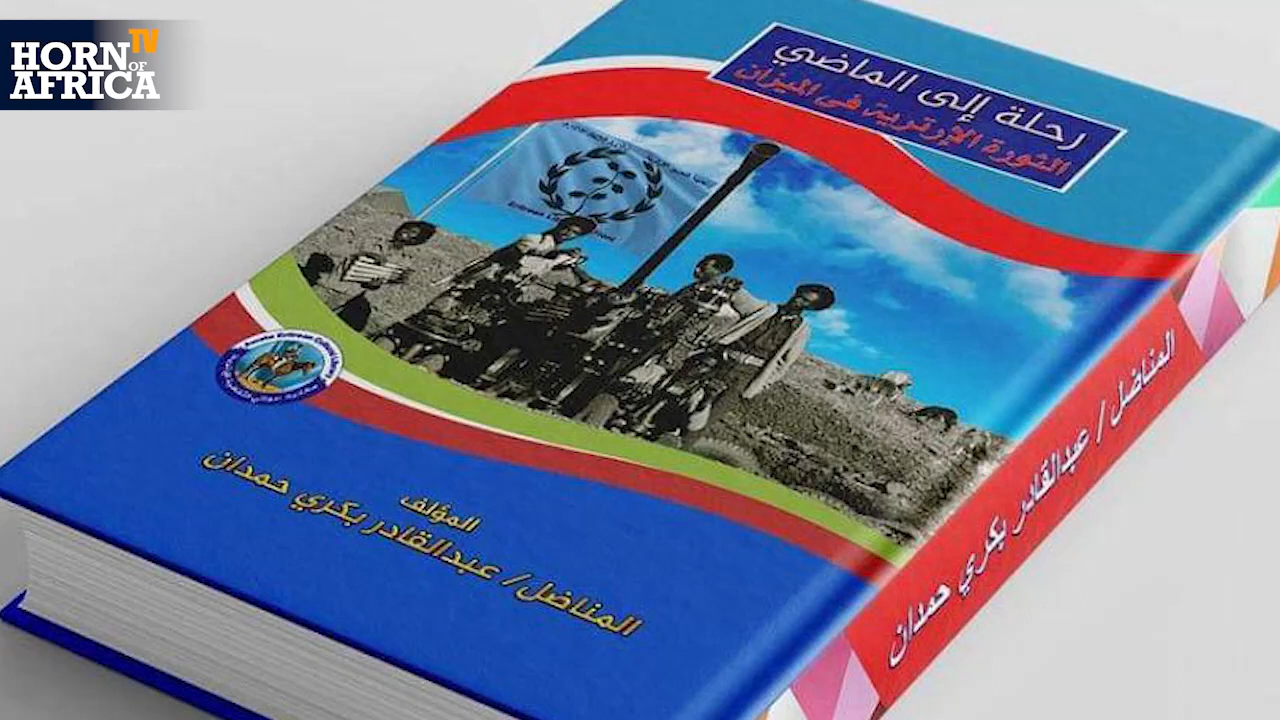 HORN TV
OF
AFRICA
رحلة إلى الماضي
الثورة الإرترية في الميزان
المؤلف
المناضل/ عبدالقادر بكري حمدان
المناضل / عبدالقادر بكري حمدان